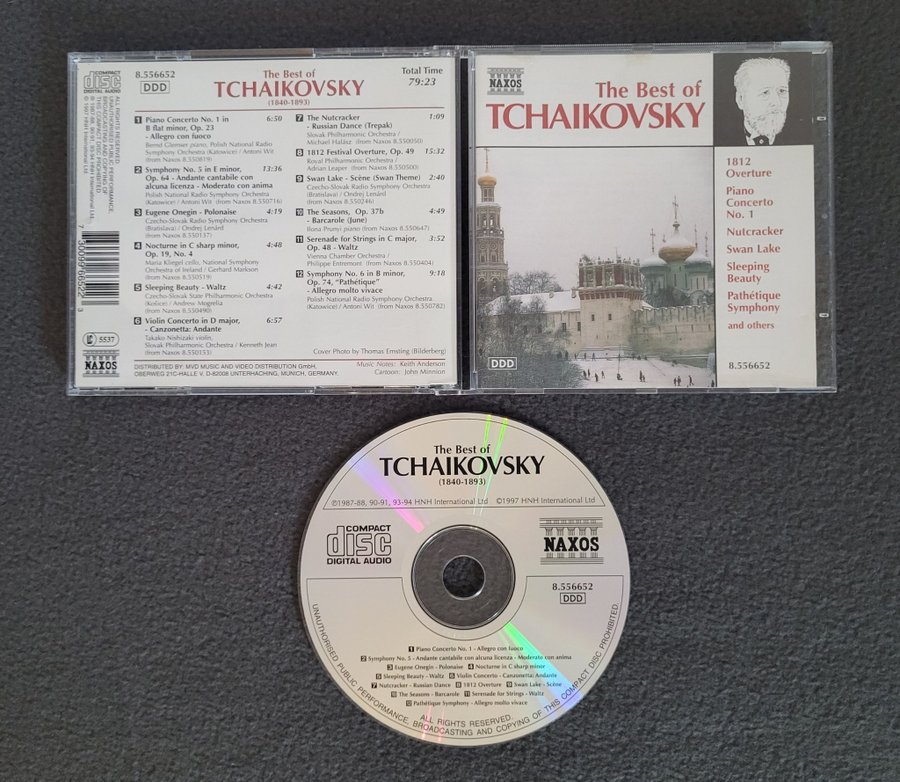 COMPACT
disc
DIGITAL AUDIO
ALL RIGHTS RESERVED.
UNAUTHORISED PUBLIC PERFORMANCE,
BROADCASTING AND COPYING OF
THIS COMPACT DISC PROHIBITED.
8.556652
DDD
The Best of
TCHAIKOVSKY
(1840-1893)
Total Time
79:23
1 Piano Concerto No. 1 in 6:50
B flat minor, Op. 23
- Allegro con fuoco
Bernd Glemser piano, Polish National Radio
Symphony Orchestra (Katowice) / Antoni Wit
(from Naxos 8.550819)
2 Symphony No. 5 in E minor, 13:36
Op. 64 - Andante cantabile con
alcuna licenza - Moderato con anima
Polish National Radio Symphony Orchestra
(Katowice) / Antoni Wit (from Naxos 8.550716)
3 Eugene Onegin - Polonaise 4:19
Czecho-Slovak Radio Symphony Orchestra
(Bratislava) / Ondrej Lenárd
(from Naxos 8.550137)
4 Nocturne in C sharp minor, 4:48
Op. 19, No. 4
Maria Kliegel cello, National Symphony
Orchestra of Ireland / Gerhard Markson
(from Naxos 8.550519)
5 Sleeping Beauty - Waltz 4:42
Czecho-Slovak State Philharmonic Orchestra
(Košice) / Andrew Mogrelia
(from Naxos 8.550490)
6 Violin Concerto in D major, 6:57
- Canzonetta: Andante
Takako Nishizaki violin,
Slovak Philharmonic Orchestra / Kenneth Jean
(from Naxos 8.550153)
7 The Nutcracker 1:09
- Russian Dance (Trepak)
Slovak Philharmonic Orchestra /
Michael Halász (from Naxos 8.550050)
8 1812 Festival Overture, Op. 49 15:32
Royal Philharmonic Orchestra /
Adrian Leaper (from Naxos 8.550500)
9 Swan Lake - Scène (Swan Theme) 2:40
Czecho-Slovak Radio Symphony Orchestra
(Bratislava) / Ondrej Lenárd
(from Naxos 8.550246)
10 The Seasons, Op. 37b 4:49
- Barcarole (June)
Ilona Prunyi piano (from Naxos 8.550647)
11 Serenade for Strings in C major, 3:52
Op. 48 - Waltz
Vienna Chamber Orchestra /
Philippe Entremont (from Naxos 8.550404)
12 Symphony No. 6 in B minor, 9:18
Op. 74, "Pathétique"
- Allegro molto vivace
Polish National Radio Symphony Orchestra
(Katowice) / Antoni Wit (from Naxos 8.550782)
Cover Photo by Thomas Ernsting (Bilderberg)
5537
NAXOS
DISTRIBUTED BY: MVD MUSIC AND VIDEO DISTRIBUTION GmbH,
OBERWEG 21C-HALLE V, D-82008 UNTERHACHING, MUNICH, GERMANY.
Music Notes: Keith Anderson
Cartoon: John Minnion
NAXOS
The Best of
TCHAIKOVSKY
1812
Overture
Piano
Concerto
No. 1
Nutcracker
Swan Lake
Sleeping
Beauty
Pathétique
Symphony
and others
DDD
8.556652
The Best of
TCHAIKOVSKY
(1840-1893)
℗1987-88, 90-91, 93-94 HNH International Ltd ©1997 HNH International Ltd
COMPACT
disc
DIGITAL AUDIO
NAXOS
8.556652
DDD
1 Piano Concerto No. 1 - Allegro con fuoco
2 Symphony No. 5 - Andante cantabile con alcuna licenza - Moderato con anima
3 Eugene Onegin - Polonaise 4 Nocturne in C sharp minor
5 Sleeping Beauty - Waltz 6 Violin Concerto - Canzonetta: Andante
7 Nutcracker - Russian Dance 8 1812 Overture 9 Swan Lake - Scène
10 The Seasons - Barcarole 11 Serenade for Strings - Waltz
12 Pathétique Symphony - Allegro molto vivace
ALL RIGHTS RESERVED.
UNAUTHORISED PUBLIC PERFORMANCE, BROADCASTING AND COPYING OF THIS COMPACT DISC PROHIBITED.